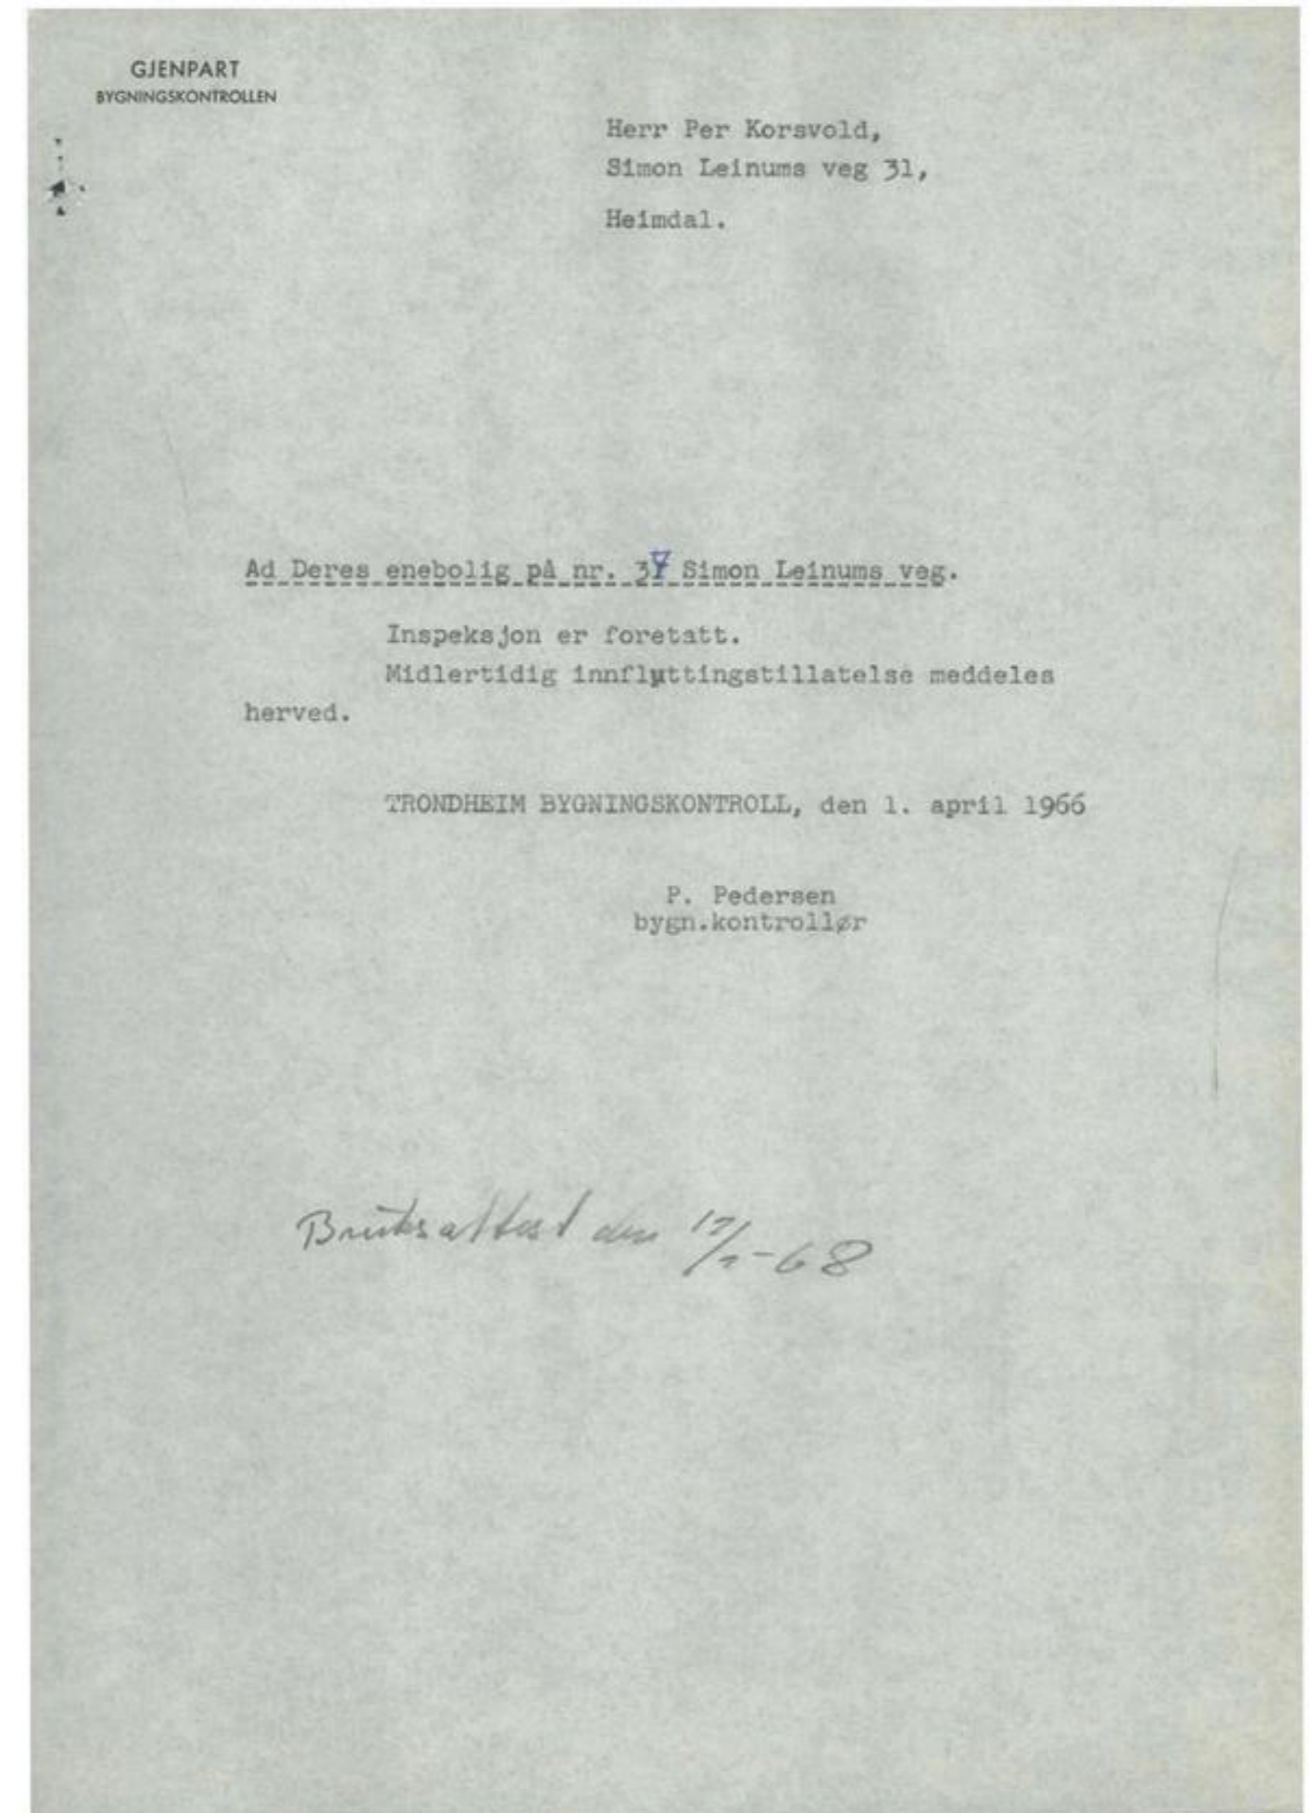 GJENPART
BYGNINGSKONTROLLEN
Herr Per Korsvold,
Simon Leinums veg 31,
Heimdal.
Ad Deres enebolig på nr. 37 Simon Leinums veg.
Inspeksjon er foretatt.
Midlertidig innflyttingstillatelse meddeles
herved.
TRONDHEIM BYGNINGSKONTROLL, den 1. april 1966
P. Pedersen
bygn.kontrollør
Bruksattest den -68